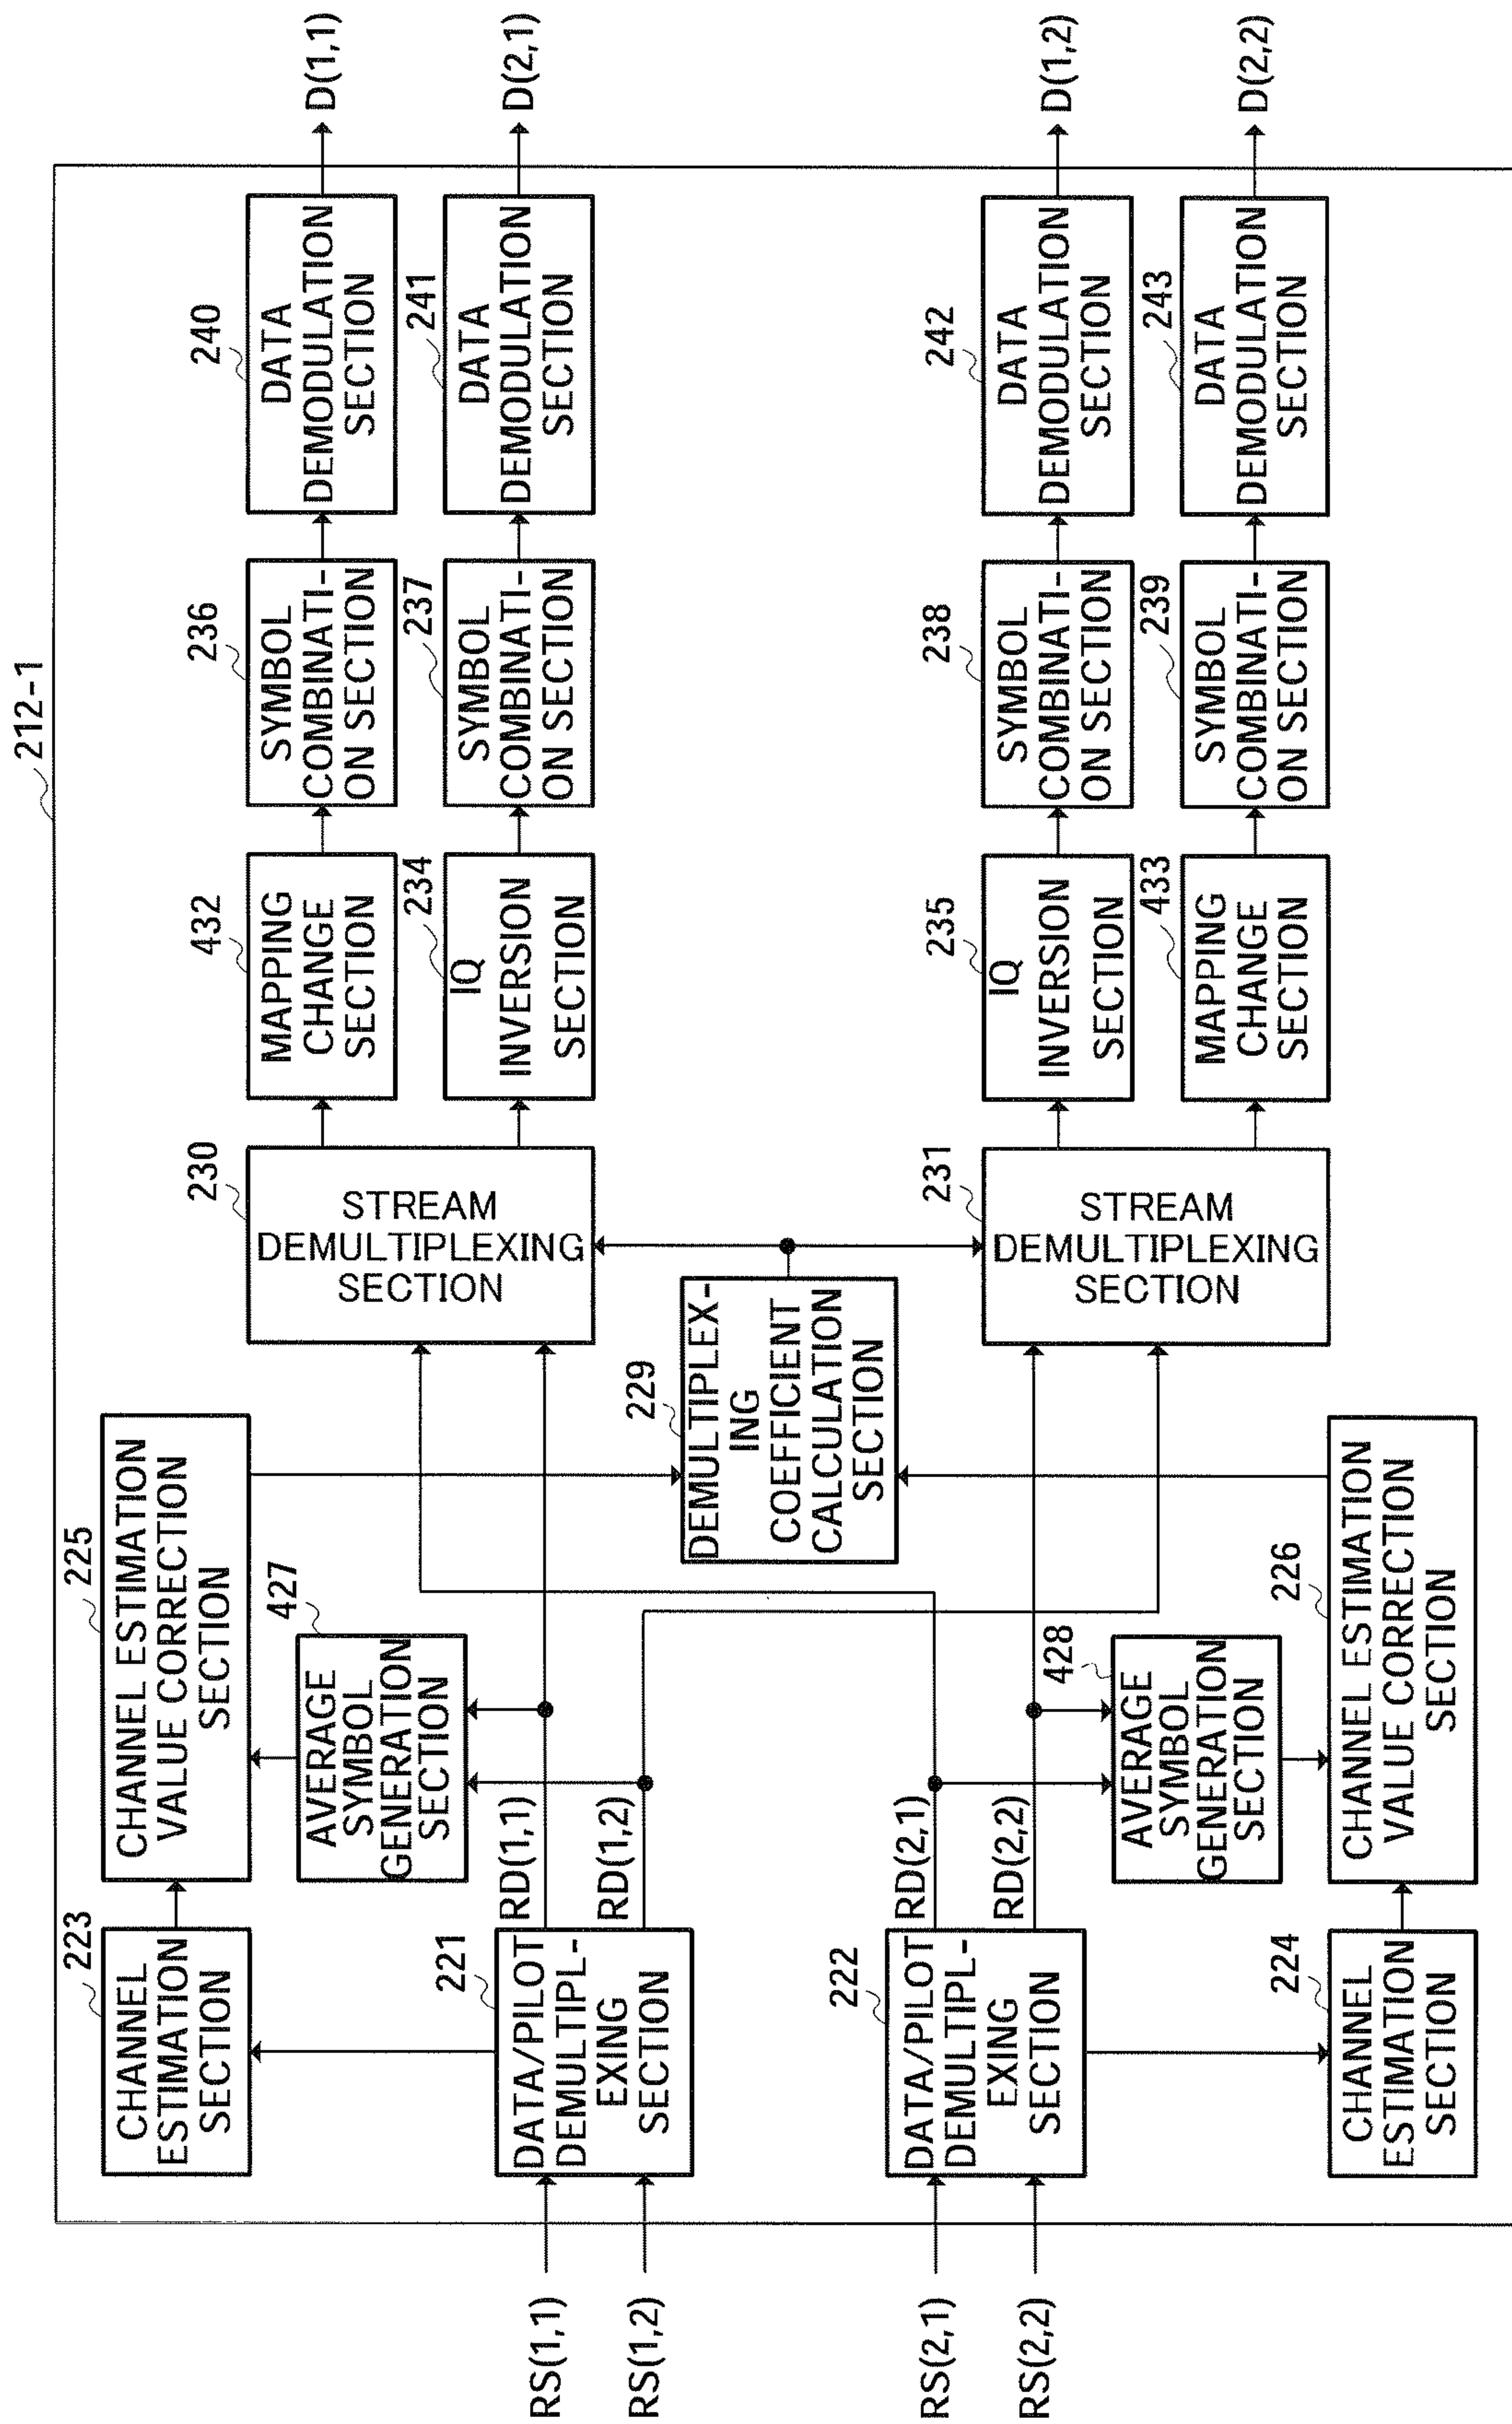 212-1
RS(1,1)
RS(1,2)
RS(2,1)
RS(2,2)
223
CHANNEL
ESTIMATION
SECTION
221
DATA/PILOT
DEMULTIPL-
EXING
SECTION
222
DATA/PILOT
DEMULTIPL-
EXING
SECTION
224
CHANNEL
ESTIMATION
SECTION
225
CHANNEL ESTIMATION
VALUE CORRECTION
SECTION
427
AVERAGE
SYMBOL
GENERATION
SECTION
RD(1,1)
RD(1,2)
RD(2,1)
RD(2,2)
428
AVERAGE
SYMBOL
GENERATION
SECTION
226
CHANNEL ESTIMATION
VALUE CORRECTION
SECTION
229
DEMULTIPLEX-
ING
COEFFICIENT
CALCULATION
SECTION
230
STREAM
DEMULTIPLEXING
SECTION
231
STREAM
DEMULTIPLEXING
SECTION
432
MAPPING
CHANGE
SECTION
234
IQ
INVERSION
SECTION
235
IQ
INVERSION
SECTION
433
MAPPING
CHANGE
SECTION
236
SYMBOL
COMBINATI-
ON SECTION
237
SYMBOL
COMBINATI-
ON SECTION
238
SYMBOL
COMBINATI-
ON SECTION
239
SYMBOL
COMBINATI-
ON SECTION
240
DATA
DEMODULATION
SECTION
241
DATA
DEMODULATION
SECTION
242
DATA
DEMODULATION
SECTION
243
DATA
DEMODULATION
SECTION
D(1,1)
D(2,1)
D(1,2)
D(2,2)